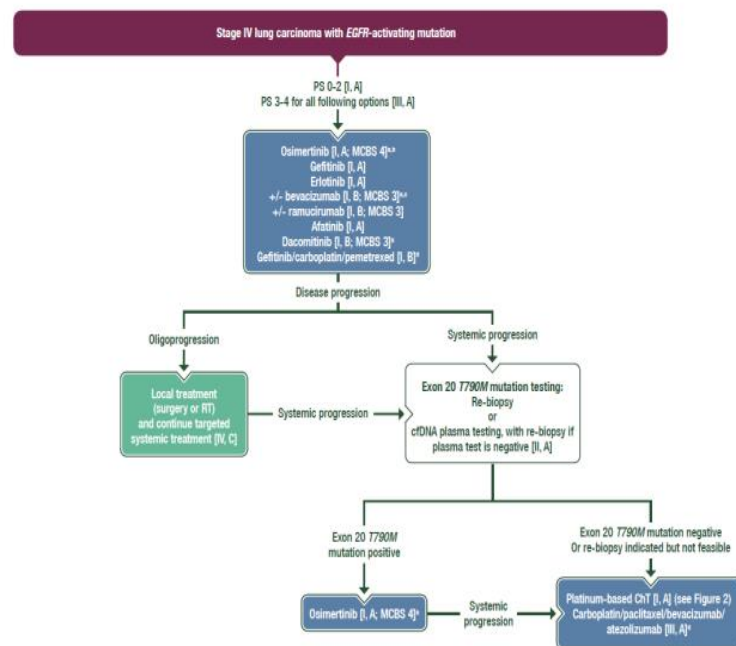 Stage IV lung carcinoma with EGFR-activating mutation
PS 0-2 [I, A]
PS 3-4 for all following options [III, A]
Osimertinib [I, A; MCBS 4]a,b
Gefitinib [I, A]
Erlotinib [I, A]
+/- bevacizumab [I, B; MCBS 3]a,c
+/- ramucirumab [I, B; MCBS 3]
Afatinib [I, A]
Dacomitinib [I, B; MCBS 3]
Gefitinib/carboplatin/pemetrexed [I, B]
Disease progression
Oligoprogression
Systemic progression
Local treatment
(surgery or RT)
and continue targeted
systemic treatment [IV, C]
Systemic progression
Exon 20 T790M mutation testing:
Re-biopsy
or
cfDNA plasma testing, with re-biopsy if
plasma test is negative [II, A]
Exon 20 T790M
mutation positive
Exon 20 T790M mutation negative
Or re-biopsy indicated but not feasible
Osimertinib [I, A; MCBS 4]
Systemic
progression
Platinum-based ChT [I, A] (see Figure 2)
Carboplatin/paclitaxel/bevacizumab/
atezolizumab [III, A]